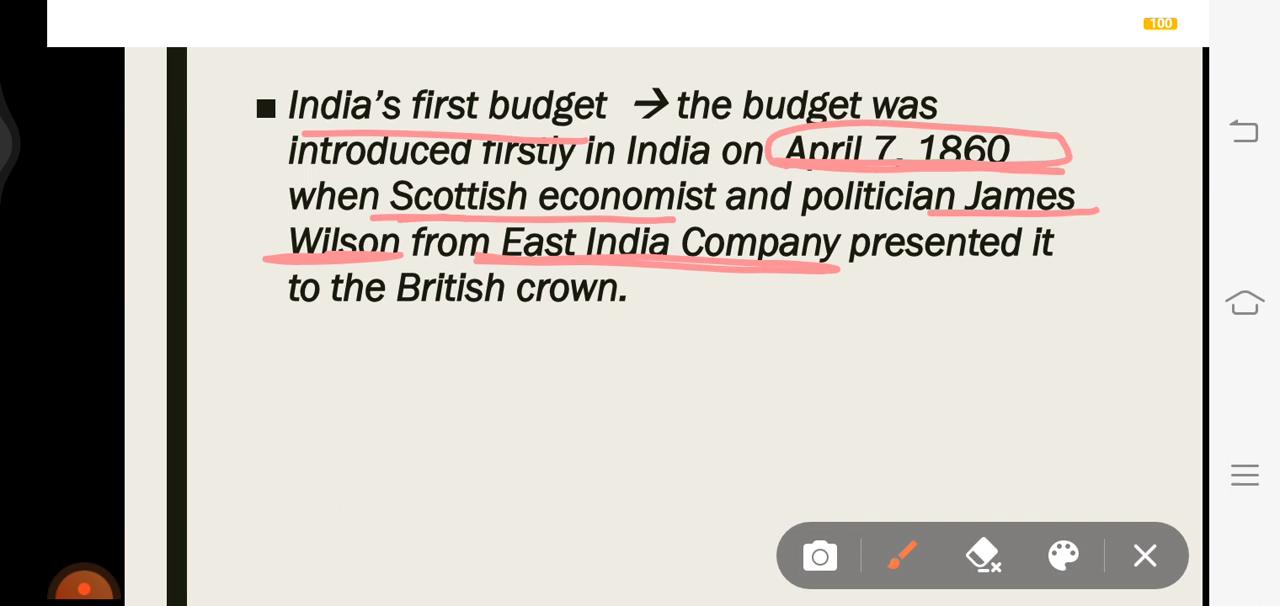 100
■ India’s first budget → the budget was
introduced firstly in India on April 7, 1860
when Scottish economist and politician James
Wilson from East India Company presented it
to the British crown.